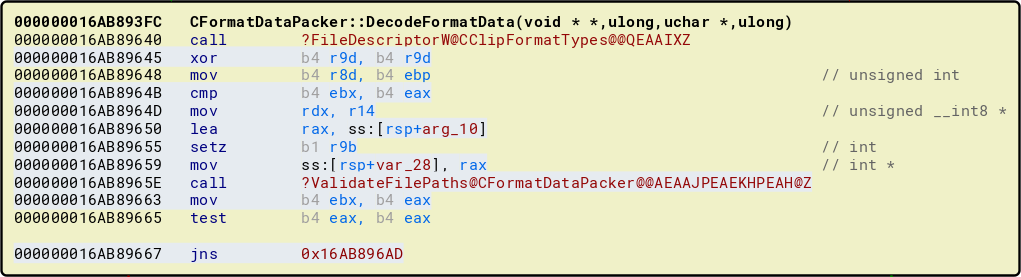 000000016AB893FC CFormatDataPacker::DecodeFormatData(void * *,ulong,uchar *,ulong)
000000016AB89640 call ?FileDescriptorW@CClipFormatTypes@@QEAAIXZ
000000016AB89645 xor b4 r9d, b4 r9d
000000016AB89648 mov b4 r8d, b4 ebp // unsigned int
000000016AB8964B cmp b4 ebx, b4 eax
000000016AB8964D mov rdx, r14 // unsigned __int8 *
000000016AB89650 lea rax, ss:[rsp+arg_10]
000000016AB89655 setz b1 r9b // int
000000016AB89659 mov ss:[rsp+var_28], rax // int *
000000016AB8965E call ?ValidateFilePaths@CFormatDataPacker@@AEAAJPEAEKHPEAH@Z
000000016AB89663 mov b4 ebx, b4 eax
000000016AB89665 test b4 eax, b4 eax
000000016AB89667 jns 0x16AB896AD